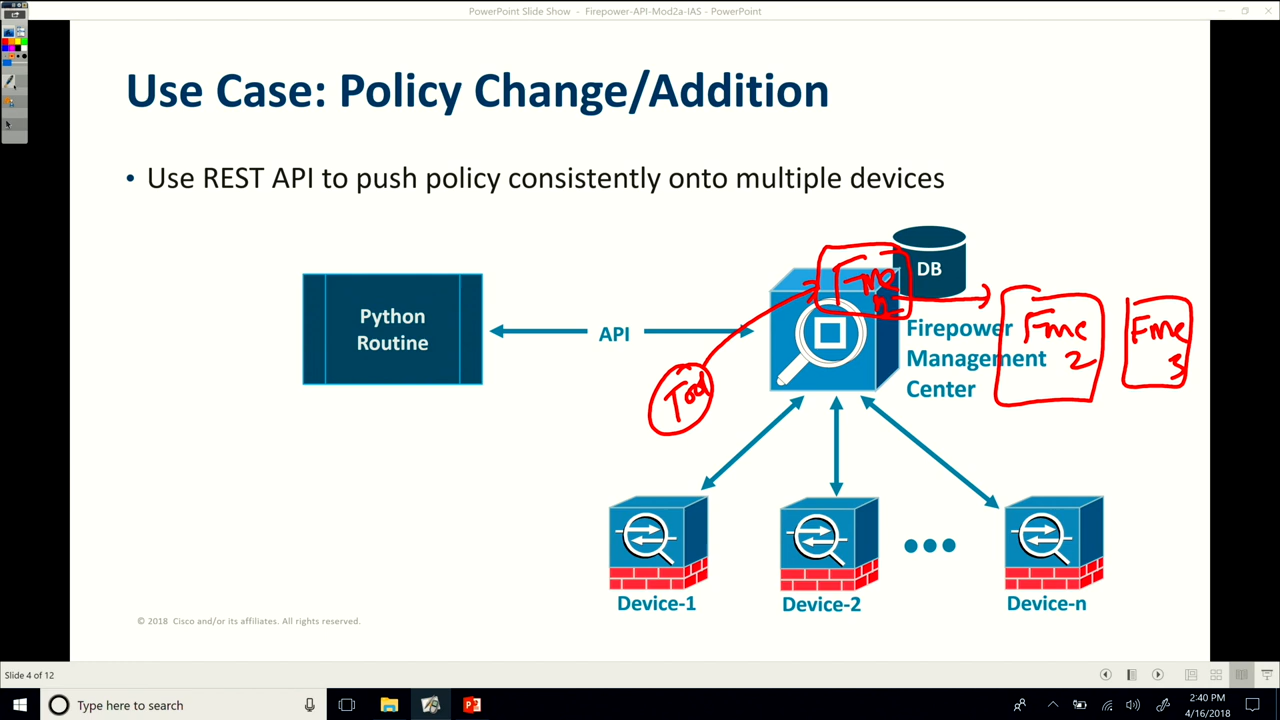 PowerPoint Slide Show - Firepower-API-Mod2a-IAS - PowerPoint
Use Case: Policy Change/Addition
• Use REST API to push policy consistently onto multiple devices
DB
Fmc
Python
Routine
API
Firepower
Management
Center
Fmc
2
Fmc
3
Tool
Device-1
Device-2
Device-n
© 2018 Cisco and/or its affiliates. All rights reserved.
Slide 4 of 12
Type here to search
2:40 PM
4/16/2018